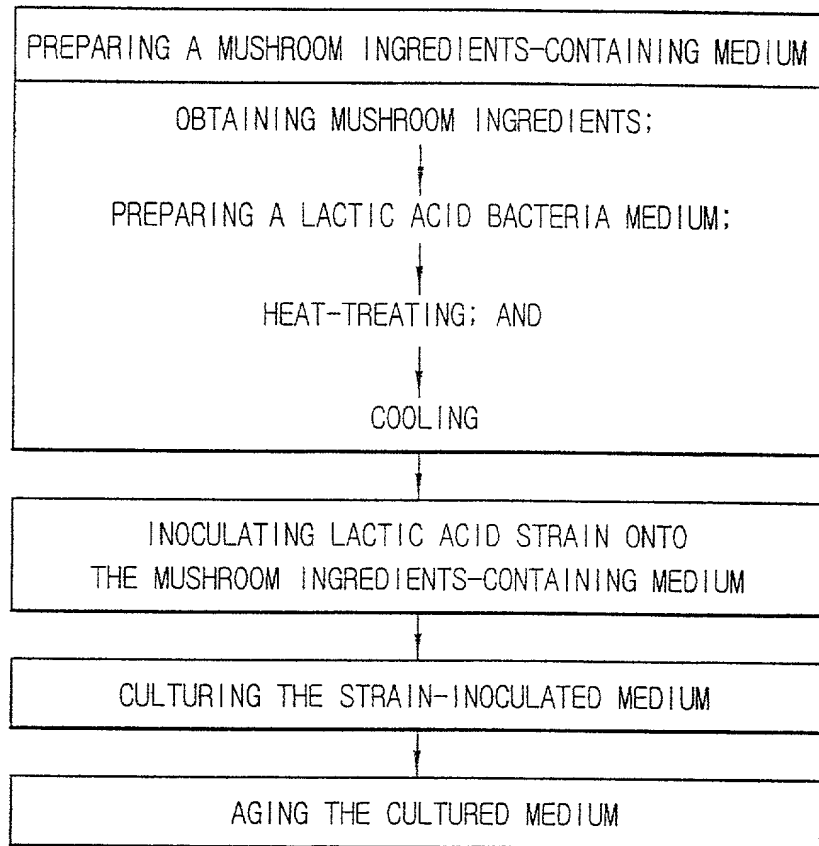 PREPARING A MUSHROOM INGREDIENTS-CONTAINING MEDIUM
OBTAINING MUSHROOM INGREDIENTS;
PREPARING A LACTIC ACID BACTERIA MEDIUM;
HEAT-TREATING; AND
COOLING
INOCULATING LACTIC ACID STRAIN ONTO
THE MUSHROOM INGREDIENTS-CONTAINING MEDIUM
CULTURING THE STRAIN-INOCULATED MEDIUM
AGING THE CULTURED MEDIUM